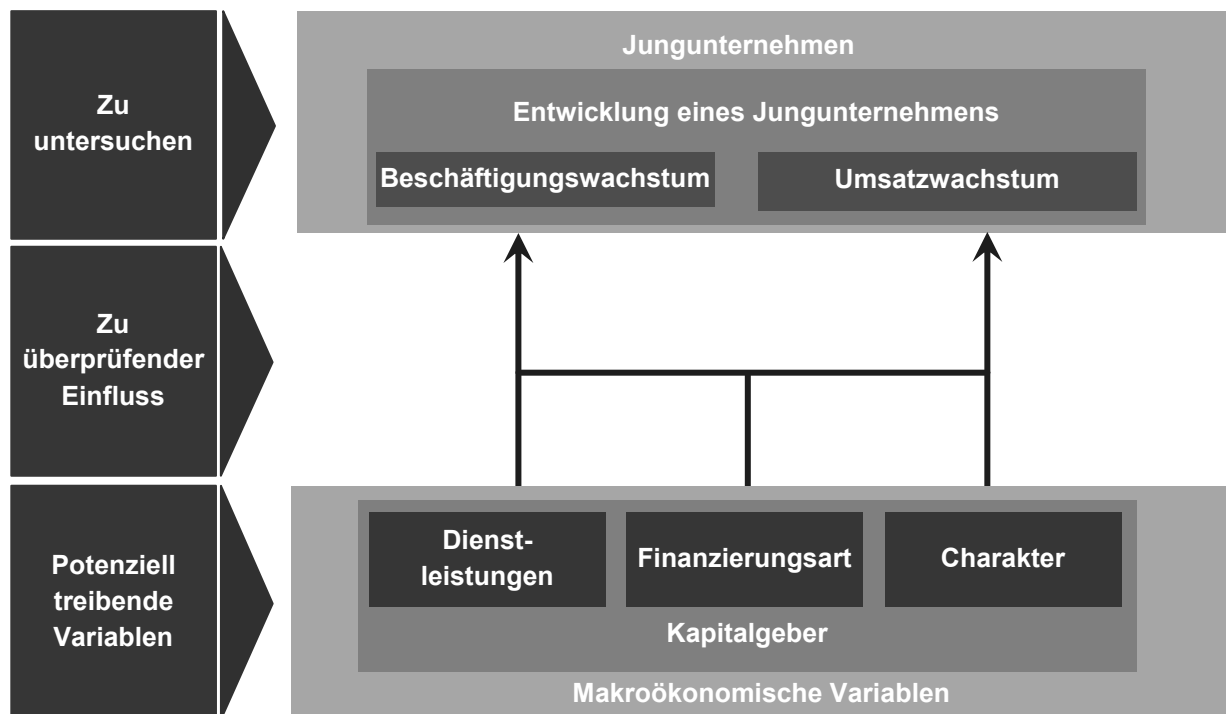 Zu
untersuchen
Jungunternehmen
Entwicklung eines Jungunternehmens
Beschäftigungswachstum
Umsatzwachstum
Zu
überprüfender
Einfluss
Potenziell
treibende
Variablen
Dienst-
leistungen
Finanzierungsart
Charakter
Kapitalgeber
Makroökonomische Variablen